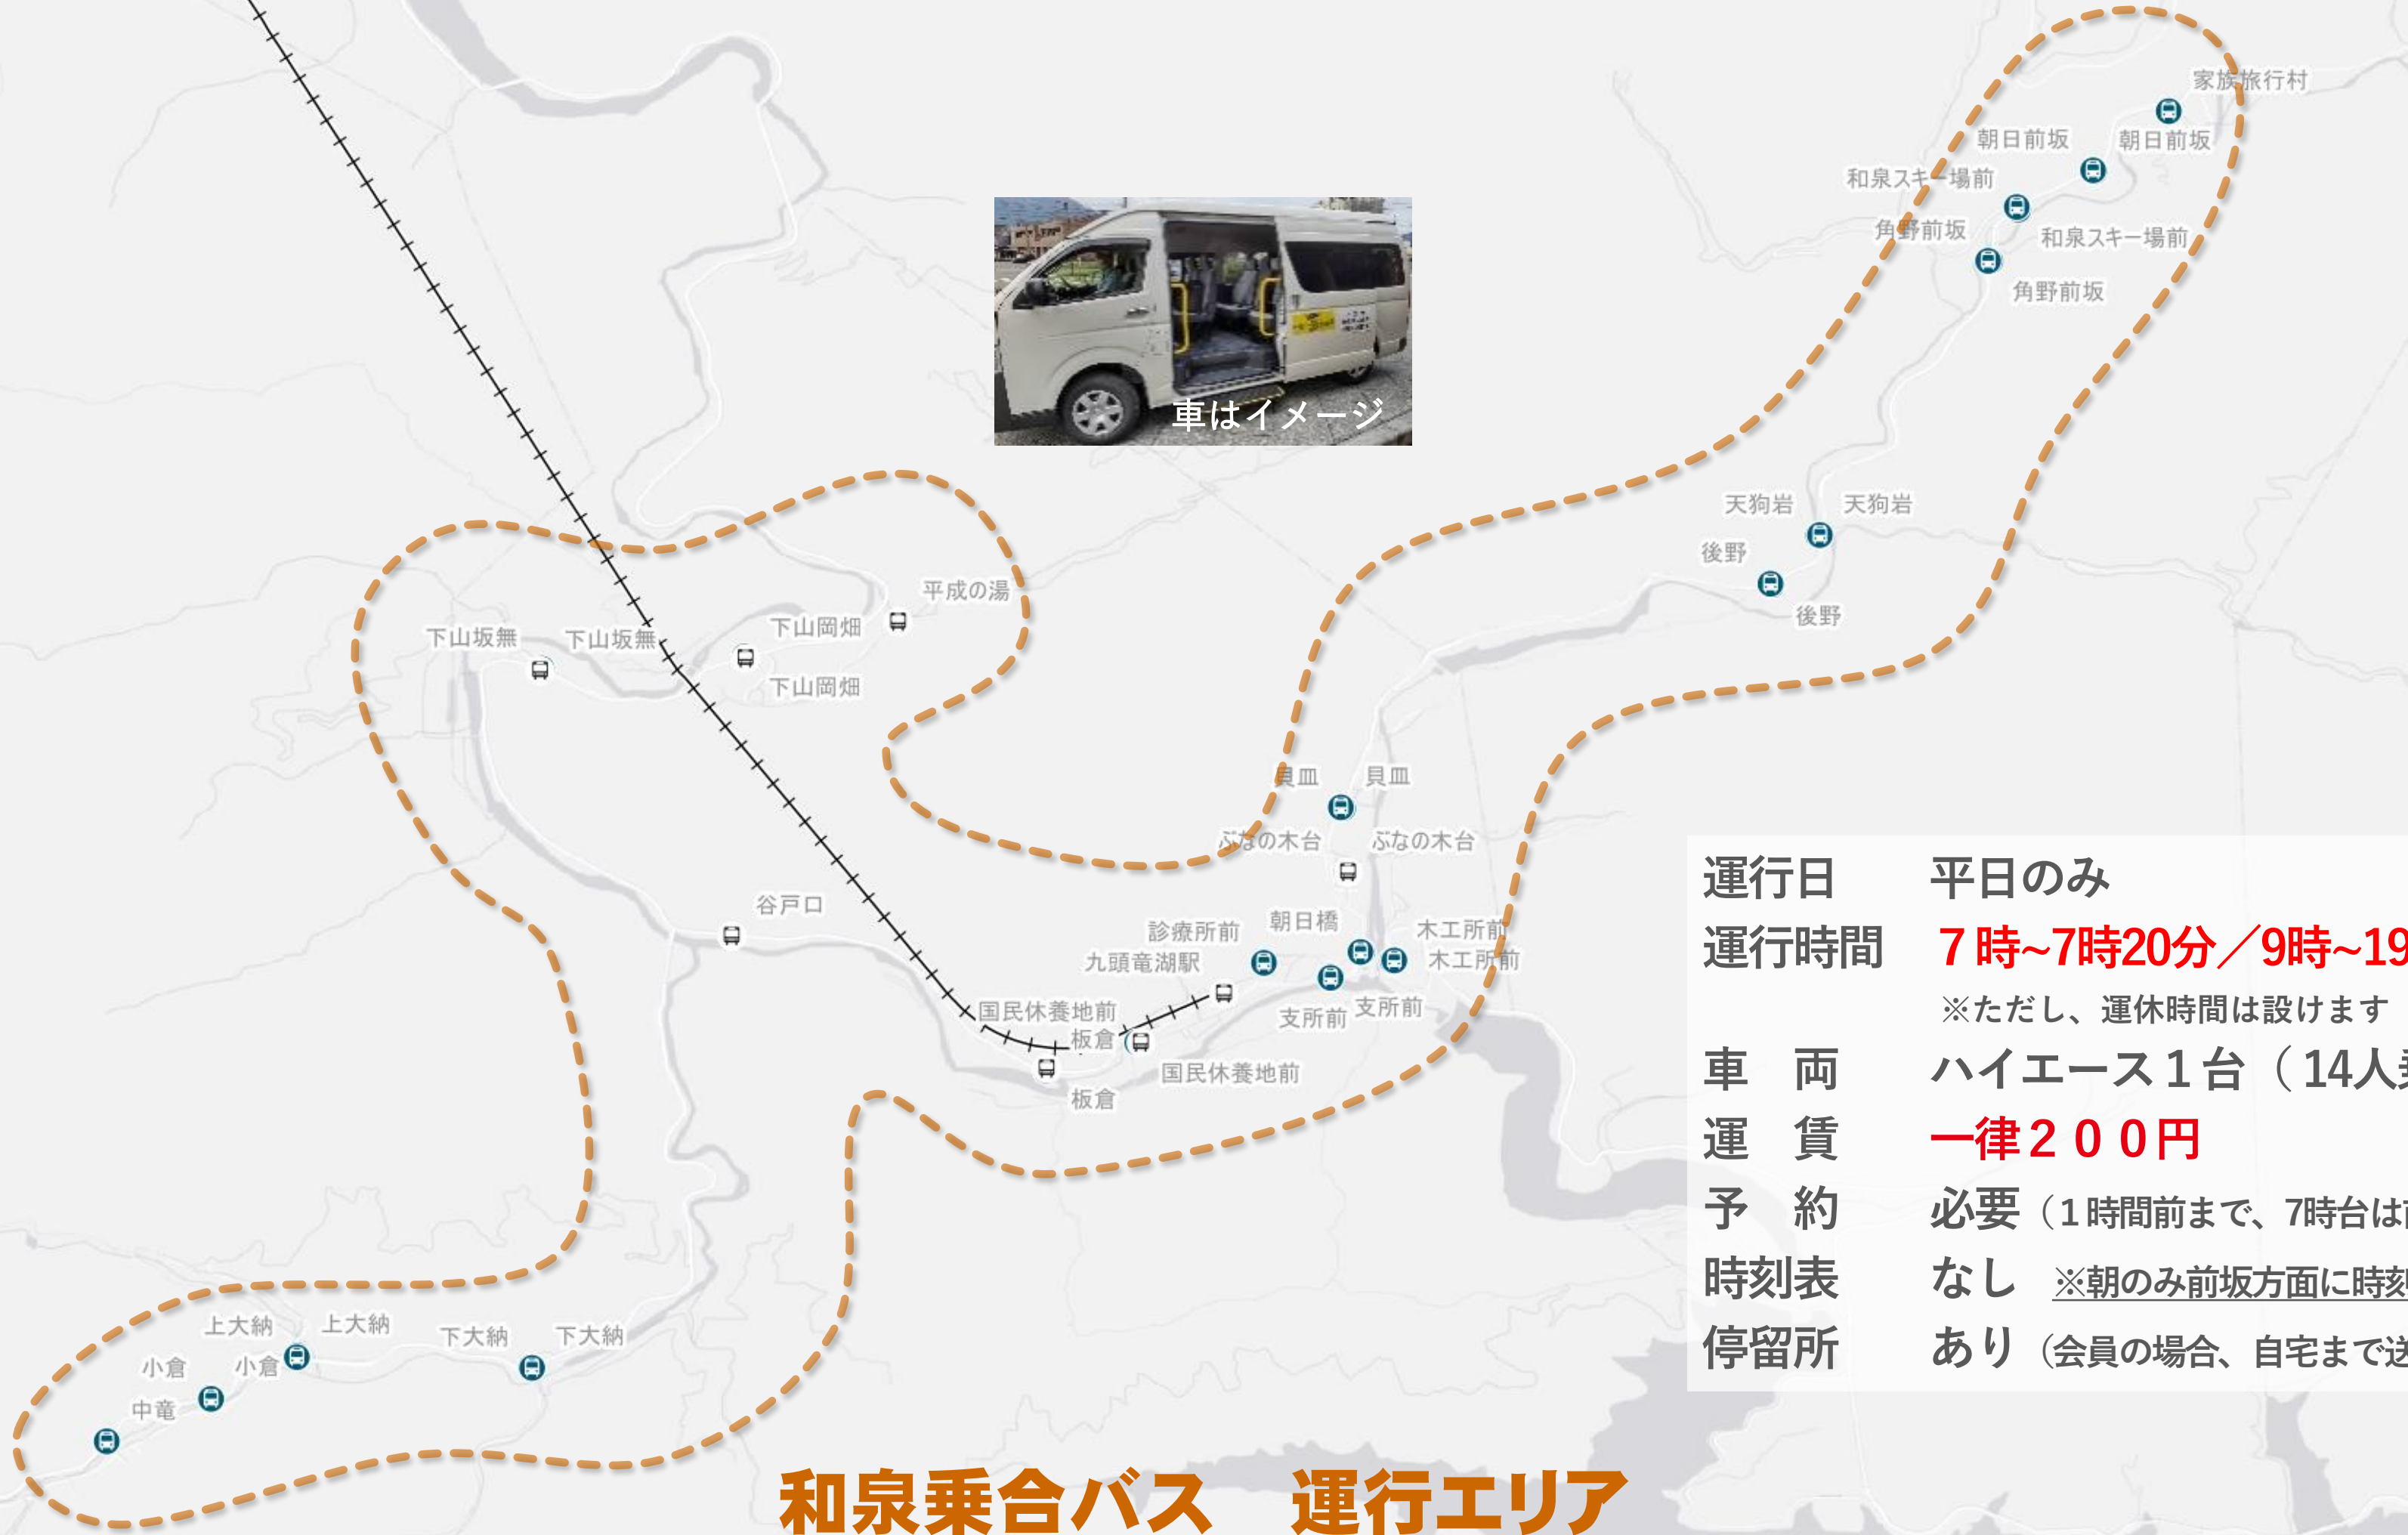 家族旅行村
朝日前坂
朝日前坂
和泉スキー場前
角野前坂
和泉スキー場前
角野前坂
車はイメージ
天狗岩
天狗岩
後野
後野
平成の湯
下山坂無
下山坂無
下山岡畑
下山岡畑
貝皿
貝皿
ぶなの木台
ぶなの木台
谷戸口
診療所前
朝日橋
木工所前
九頭竜湖駅
木工所前
国民休養地前
支所前
支所前
板倉
国民休養地前
板倉
上大納
上大納
下大納
下大納
小倉
小倉
中竜
運行日 平日のみ
運行時間 7時~7時20分／9時~19
※ただし、運休時間は設けます
車 両 ハイエース1台（14人
運 賃 一律２００円
予 約 必要（1時間前まで、7時台は
時刻表 なし ※朝のみ前坂方面に時刻
停留所 あり（会員の場合、自宅まで送
和泉乗合バス 運行エリア